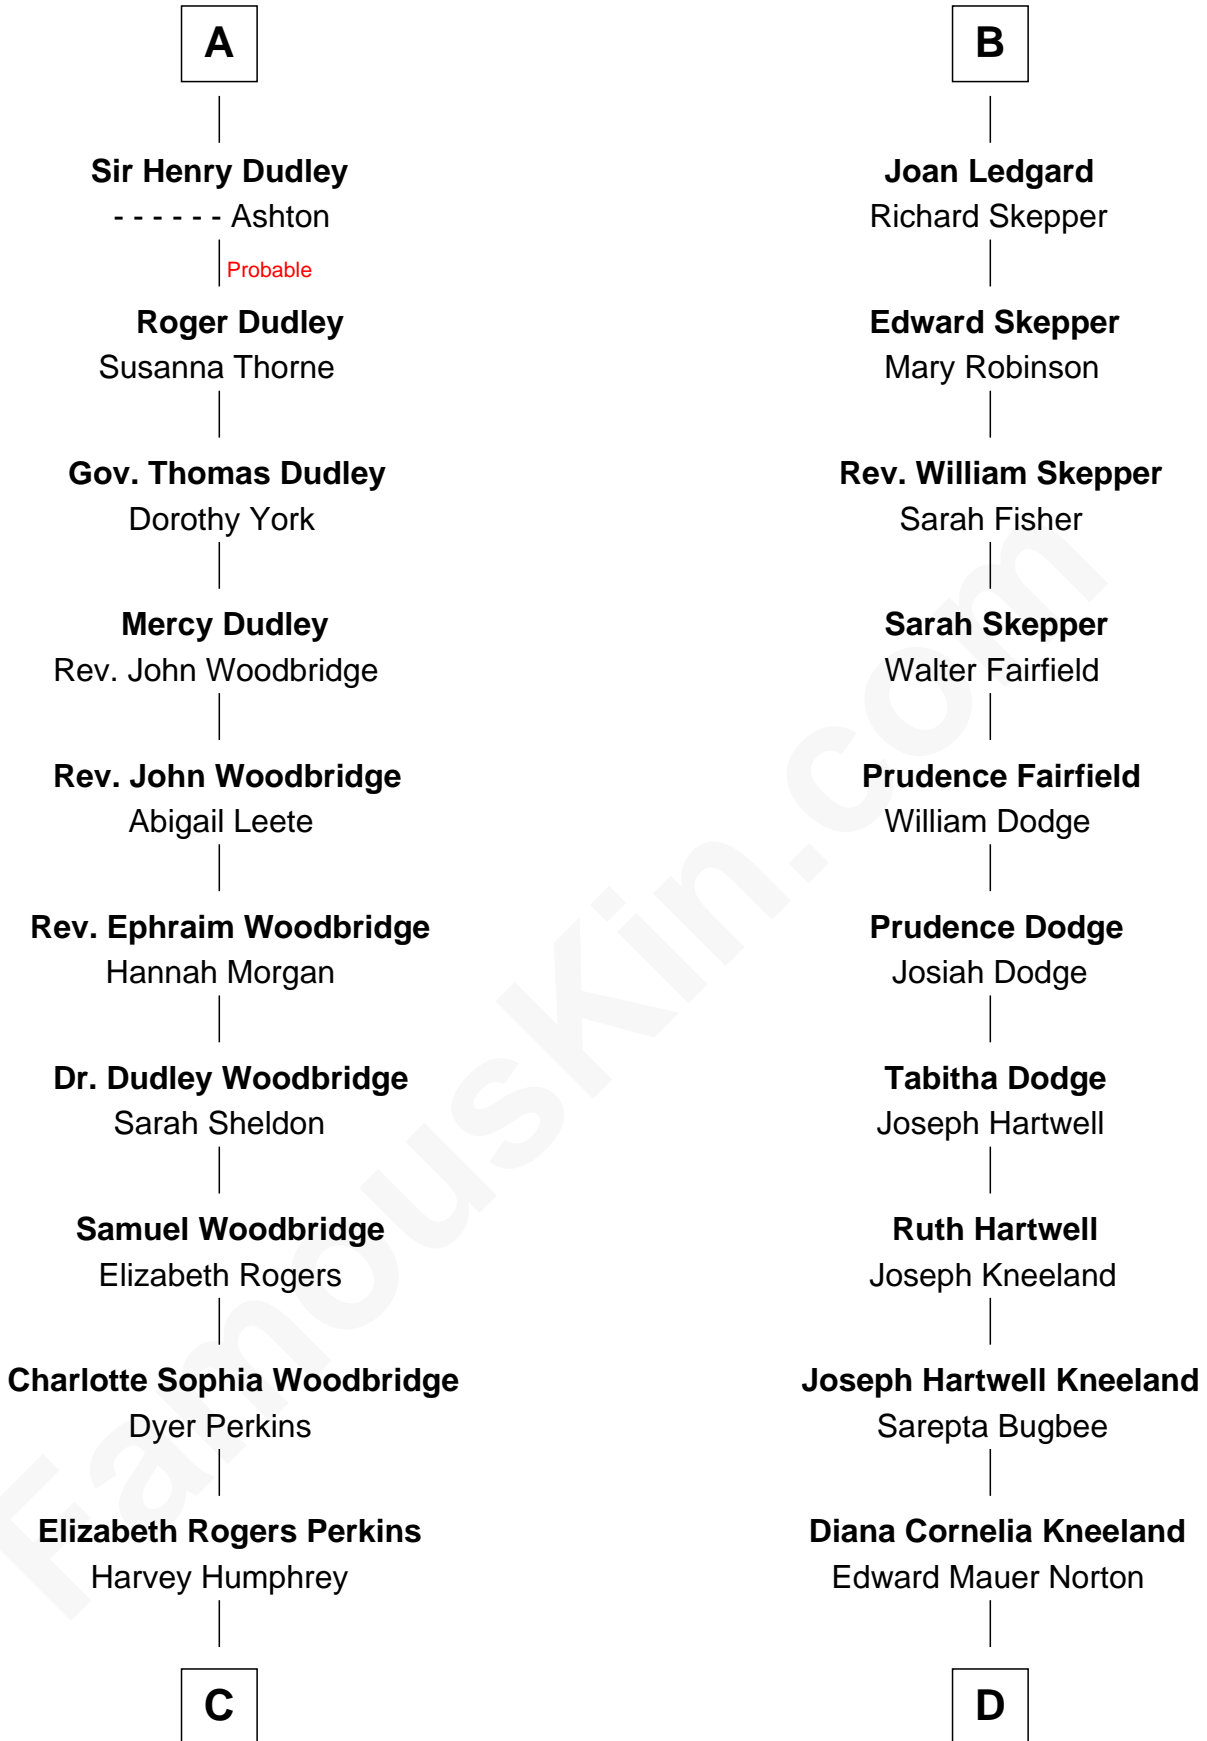 A
Sir Henry Dudley
- - - - - - Ashton
Probable
Roger Dudley
Susanna Thorne
Gov. Thomas Dudley
Dorothy York
Mercy Dudley
Rev. John Woodbridge
Rev. John Woodbridge
Abigail Leete
Rev. Ephraim Woodbridge
Hannah Morgan
Dr. Dudley Woodbridge
Sarah Sheldon
Samuel Woodbridge
Elizabeth Rogers
Charlotte Sophia Woodbridge
Dyer Perkins
Elizabeth Rogers Perkins
Harvey Humphrey
C
B
Joan Ledgard
Richard Skepper
Edward Skepper
Mary Robinson
Rev. William Skepper
Sarah Fisher
Sarah Skepper
Walter Fairfield
Prudence Fairfield
William Dodge
Prudence Dodge
Josiah Dodge
Tabitha Dodge
Joseph Hartwell
Ruth Hartwell
Joseph Kneeland
Joseph Hartwell Kneeland
Sarepta Bugbee
Diana Cornelia Kneeland
Edward Mauer Norton
D
FamousKin.com